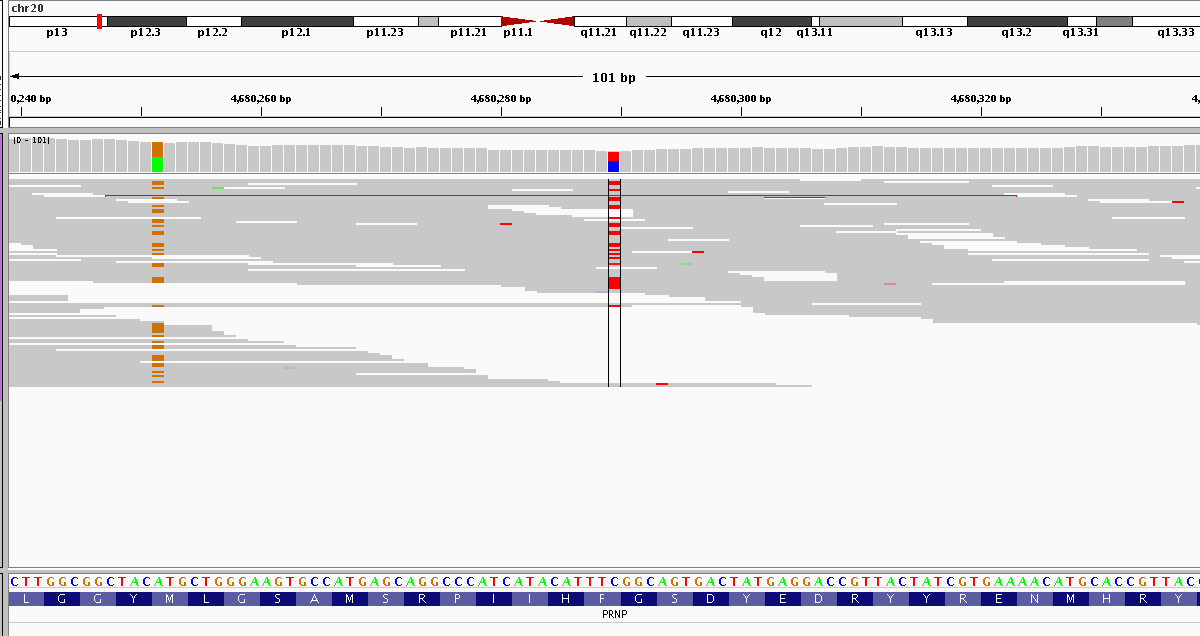 chr20
p13 p12.3 p12.2 p12.1 p11.23 p11.21 p11.1 q11.21 q11.22 q11.23 q12 q13.11 q13.13 q13.2 q13.31 q13.33
101 bp
0,240 bp 4,680,260 bp 4,680,280 bp 4,680,300 bp 4,680,320 bp 4,
[0 - 101]
CTTGGCGGCTACATGCTGGGAAGTGCCATGAGCAGGCCCATCATACATTTCGGCAGTGACTATGAGGACCGTTACTATCGTGAAAACATGCACCGTTAC
L G G Y M L G S A M S R P I I H F G S D Y E D R Y Y R E N M H R Y
PRNP